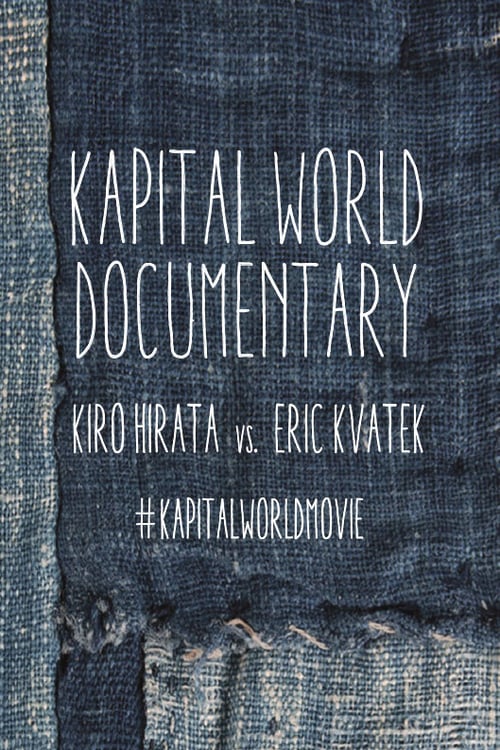 KAPITAL WORLD
DOCUMENTARY
KIRO HIRATA vs. ERIC KVATEK
#KAPITALWORLDMOVIE